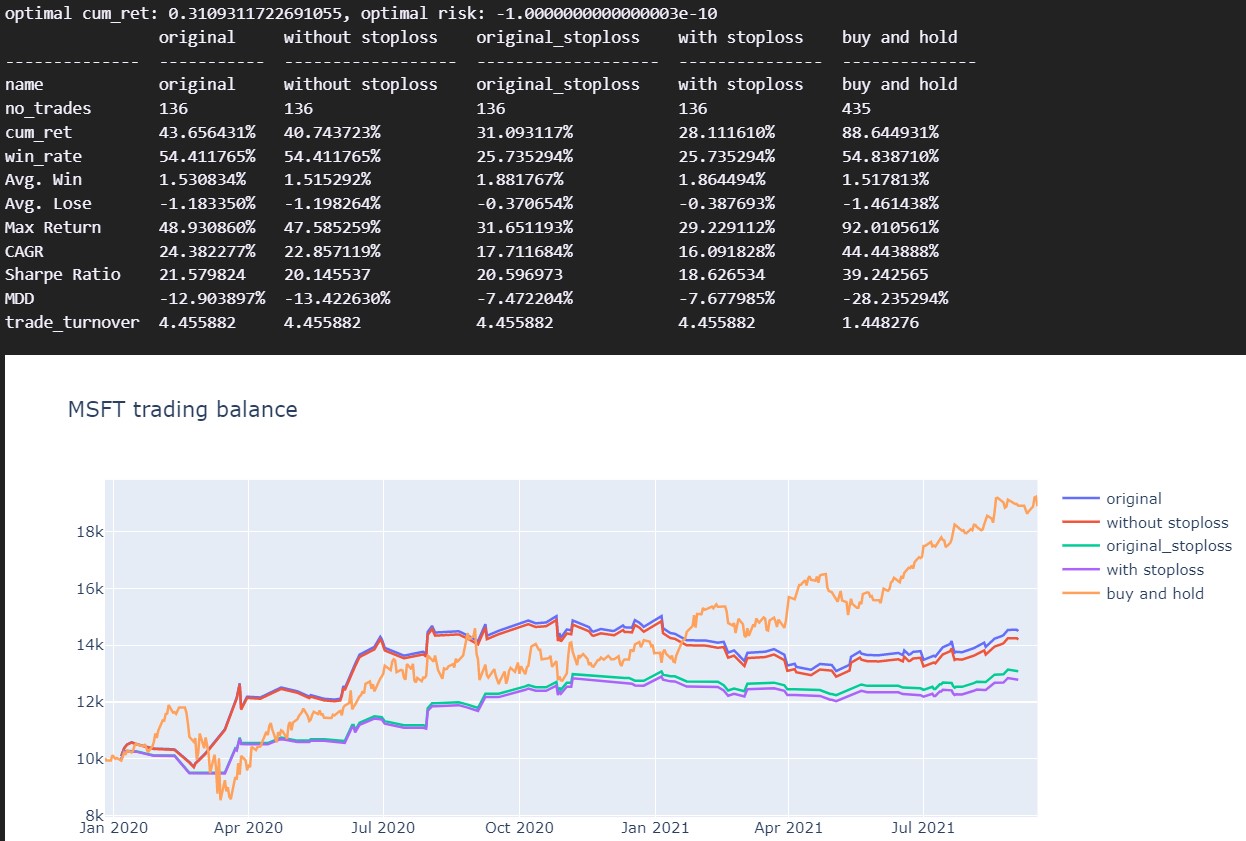 optimal cum_ret: 0.3109311722691055, optimal risk: -1.0000000000000003e-10
original without stoploss original_stoploss with stoploss buy and hold
-------------- ----------- ------------------ ------------------- --------------- --------------
name original without stoploss original_stoploss with stoploss buy and hold
no_trades 136 136 136 136 435
cum_ret 43.656431% 40.743723% 31.093117% 28.111610% 88.644931%
win_rate 54.411765% 54.411765% 25.735294% 25.735294% 54.838710%
Avg. Win 1.530834% 1.515292% 1.881767% 1.864494% 1.517813%
Avg. Lose -1.183350% -1.198264% -0.370654% -0.387693% -1.461438%
Max Return 48.930860% 47.585259% 31.651193% 29.229112% 92.010561%
CAGR 24.382277% 22.857119% 17.711684% 16.091828% 44.443888%
Sharpe Ratio 21.579824 20.145537 20.596973 18.626534 39.242565
MDD -12.903897% -13.422630% -7.472204% -7.677985% -28.235294%
trade_turnover 4.455882 4.455882 4.455882 4.455882 1.448276
MSFT trading balance
18k
16k
14k
12k
10k
8k
Jan 2020 Apr 2020 Jul 2020 Oct 2020 Jan 2021 Apr 2021 Jul 2021
original
without stoploss
original_stoploss
with stoploss
buy and hold